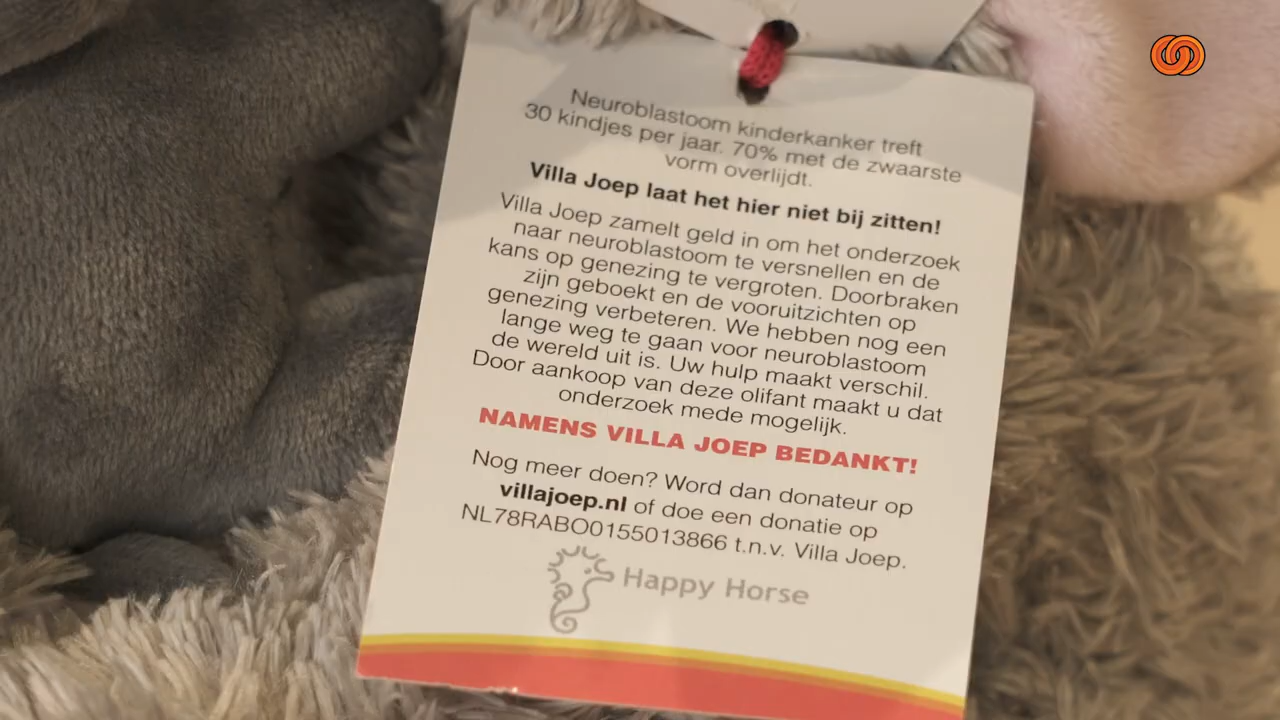 Neuroblastoom kinderkanker treft
30 kindjes per jaar. 70% met de zwaarste
vorm overlijdt.
Villa Joep laat het hier niet bij zitten!
Villa Joep zamelt geld in om het onderzoek
naar neuroblastoom te versnellen en de
kans op genezing te vergroten. Doorbraken
zijn geboekt en de vooruitzichten op
genezing verbeteren. We hebben nog een
lange weg te gaan voor neuroblastoom
de wereld uit is. Uw hulp maakt verschil.
Door aankoop van deze olifant maakt u dat
onderzoek mede mogelijk.
NAMENS VILLA JOEP BEDANKT!
Nog meer doen? Word dan donateur op
villajoep.nl of doe een donatie op
NL78RABO0155013866 t.n.v. Villa Joep.
Happy Horse